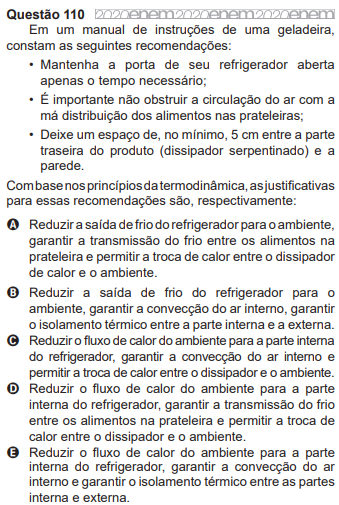 Questão 110 2020enem2020enem2020enem
Em um manual de instruções de uma geladeira,
constam as seguintes recomendações:
• Mantenha a porta de seu refrigerador aberta
apenas o tempo necessário;
• É importante não obstruir a circulação do ar com a
má distribuição dos alimentos nas prateleiras;
• Deixe um espaço de, no mínimo, 5 cm entre a parte
traseira do produto (dissipador serpentinado) e a
parede.
Com base nos princípios da termodinâmica, as justificativas
para essas recomendações são, respectivamente:
A Reduzir a saída de frio do refrigerador para o ambiente,
garantir a transmissão do frio entre os alimentos na
prateleira e permitir a troca de calor entre o dissipador
de calor e o ambiente.
B Reduzir a saída de frio do refrigerador para o
ambiente, garantir a convecção do ar interno, garantir
o isolamento térmico entre a parte interna e a externa.
C Reduzir o fluxo de calor do ambiente para a parte interna
do refrigerador, garantir a convecção do ar interno e
permitir a troca de calor entre o dissipador e o ambiente.
D Reduzir o fluxo de calor do ambiente para a parte
interna do refrigerador, garantir a transmissão do frio
entre os alimentos na prateleira e permitir a troca de
calor entre o dissipador e o ambiente.
E Reduzir o fluxo de calor do ambiente para a parte
interna do refrigerador, garantir a convecção do ar
interno e garantir o isolamento térmico entre as partes
interna e externa.